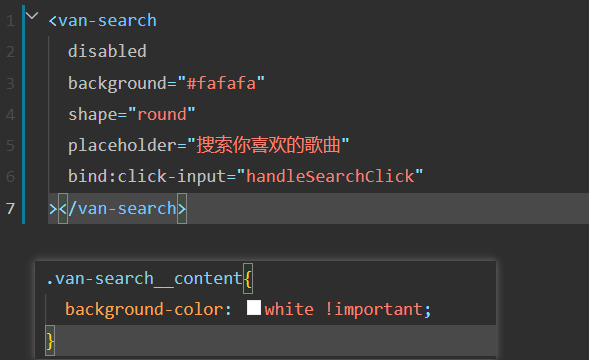 1 <van-search
2 disabled
3 background="#fafafa"
4 shape="round"
5 placeholder="搜索你喜欢的歌曲"
6 bind:click-input="handleSearchClick"
7 ></van-search>
.van-search__content{
background-color: white !important;
}